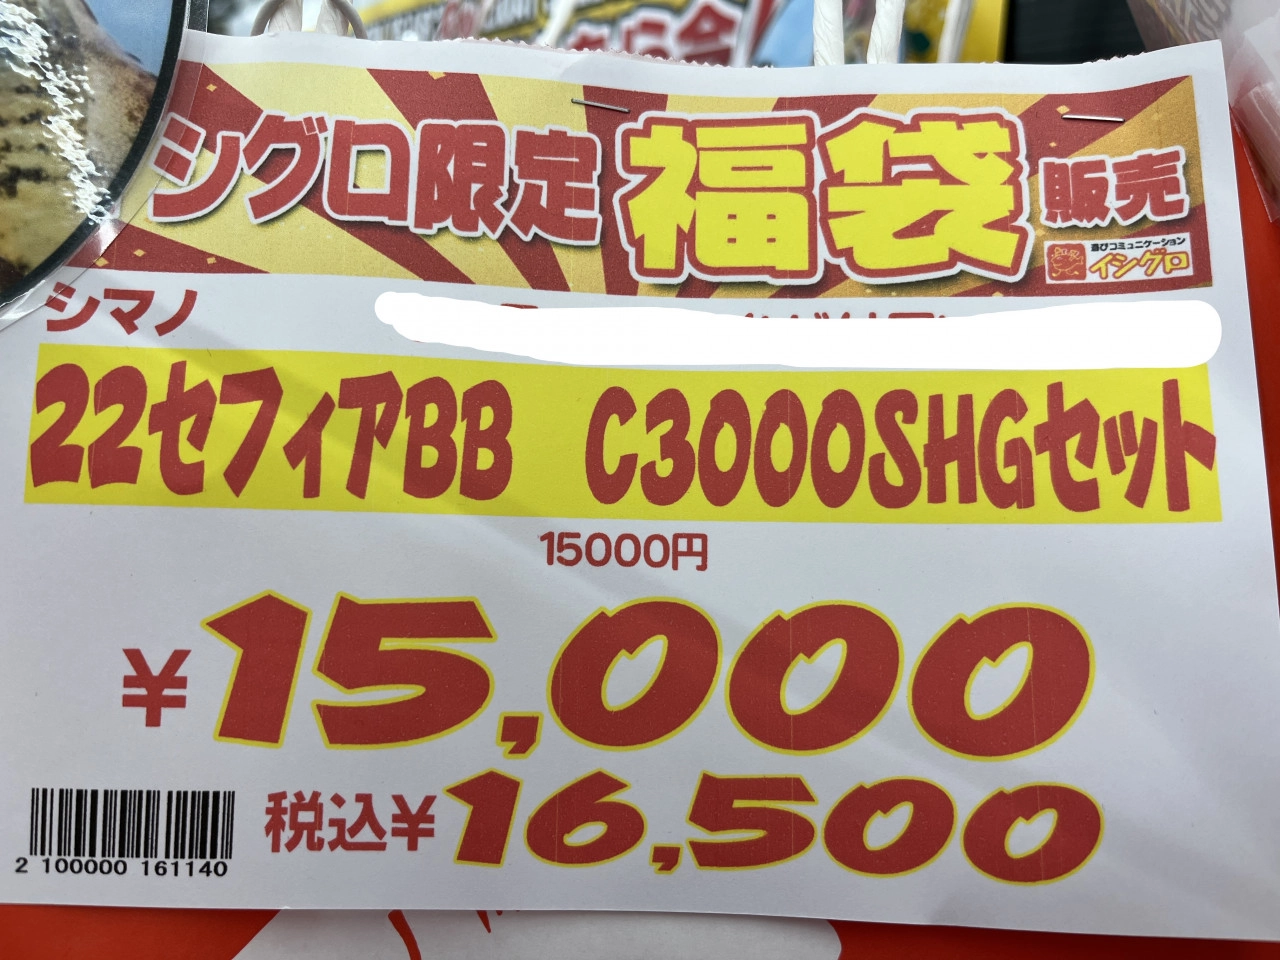 シグロ限定 福袋 販売
遊びコミュニケーション
イシグロ
シマノ
22セフィアBB C3000SHGセット
15000円
¥15,000
税込¥16,500
2 100000 161140